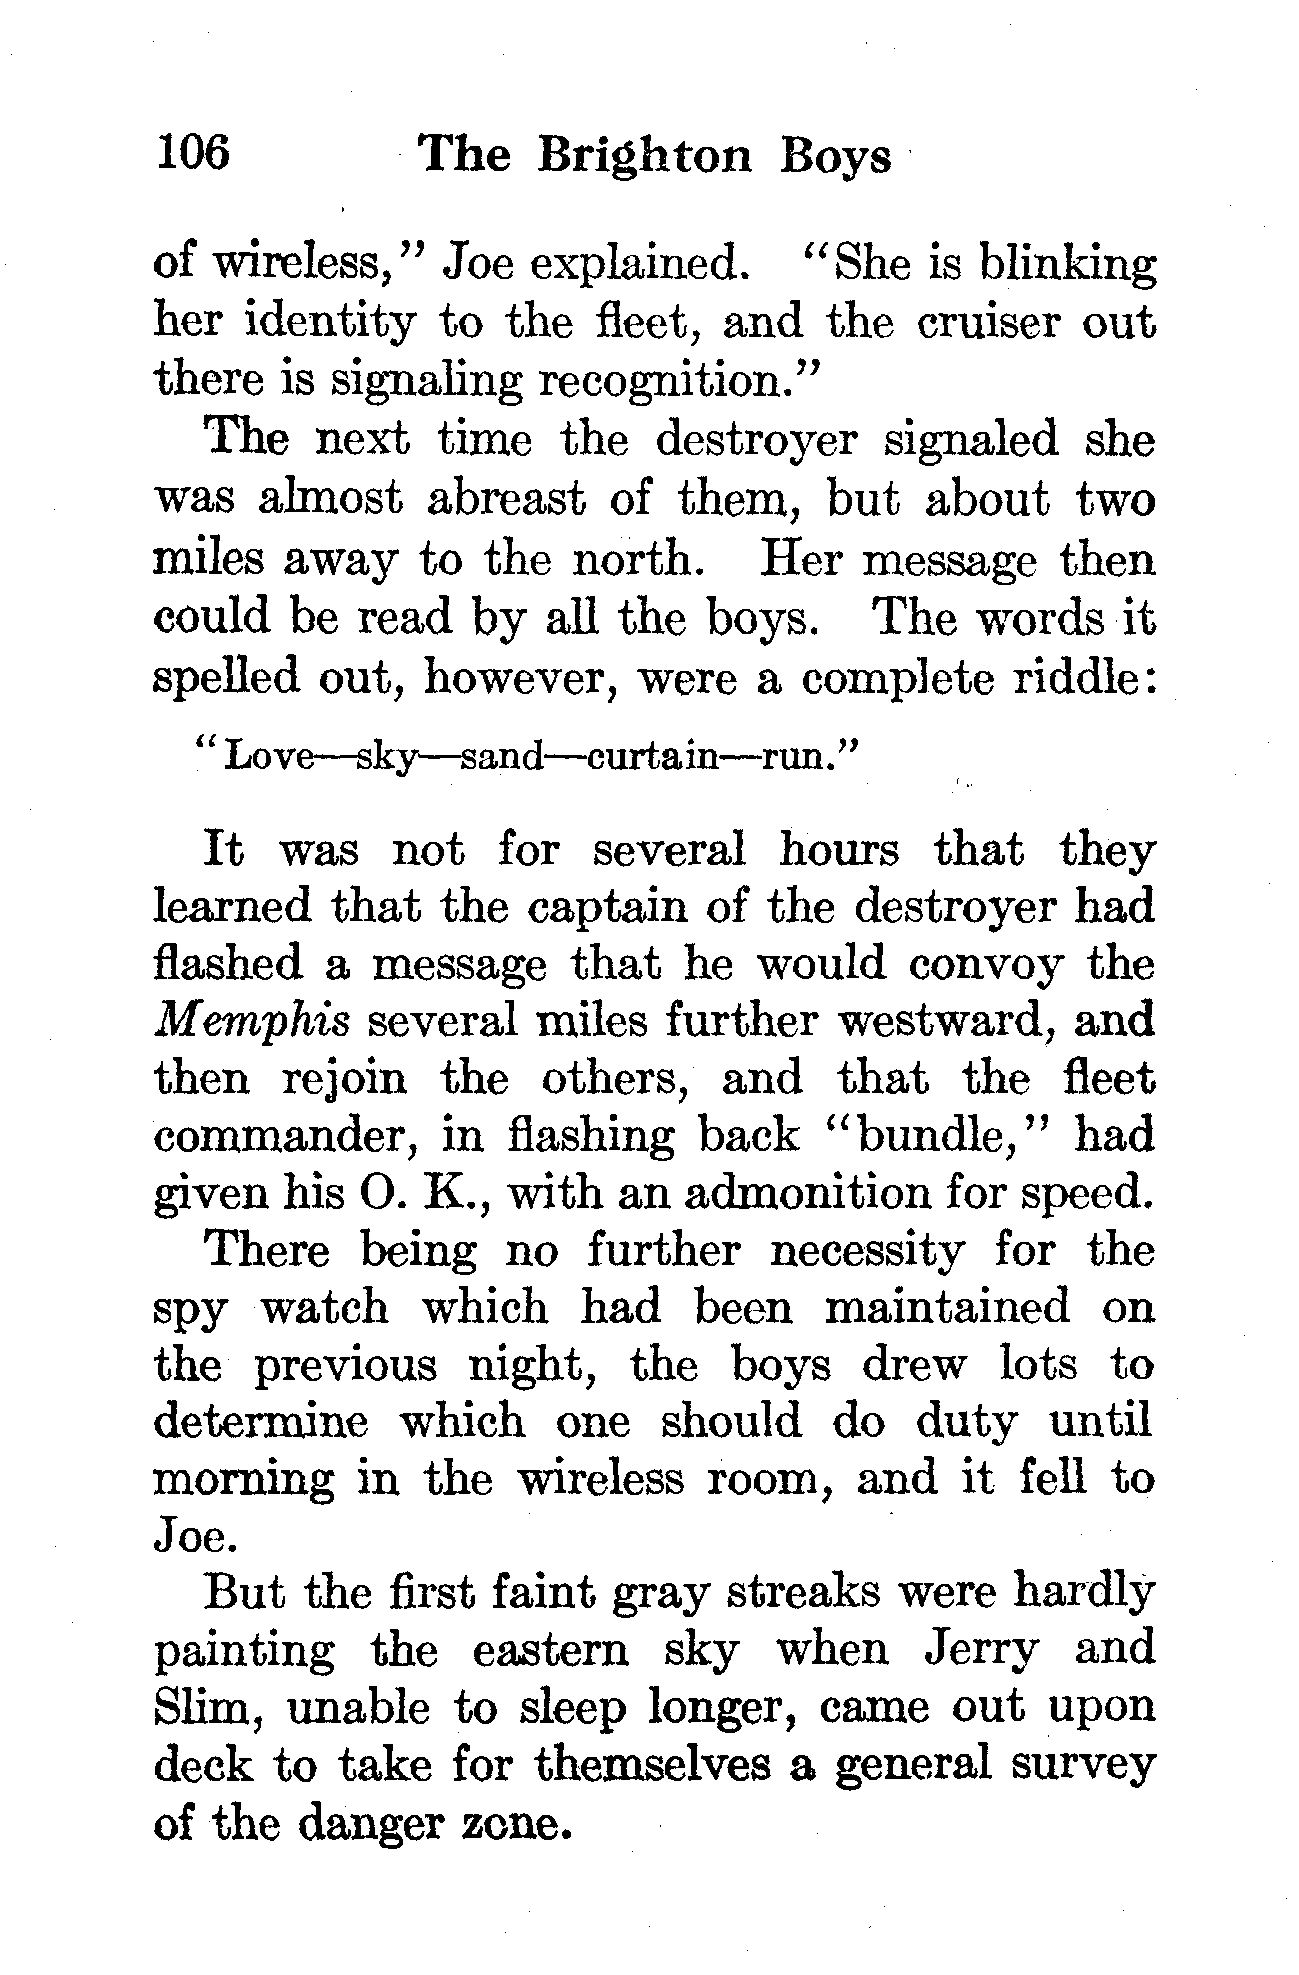 106 The Brighton Boys
of wireless," Joe explained. "She is blinking
her identity to the fleet, and the cruiser out
there is signaling recognition."
The next time the destroyer signaled she
was almost abreast of them, but about two
miles away to the north. Her message then
could be read by all the boys. The words it
spelled out, however, were a complete riddle:
"Love—sky—sand—curtain—run."
It was not for several hours that they
learned that the captain of the destroyer had
flashed a message that he would convoy the
Memphis several miles further westward, and
then rejoin the others, and that the fleet
commander, in flashing back "bundle," had
given his O. K., with an admonition for speed.
There being no further necessity for the
spy watch which had been maintained on
the previous night, the boys drew lots to
determine which one should do duty until
morning in the wireless room, and it fell to
Joe.
But the first faint gray streaks were hardly
painting the eastern sky when Jerry and
Slim, unable to sleep longer, came out upon
deck to take for themselves a general survey
of the danger zone.